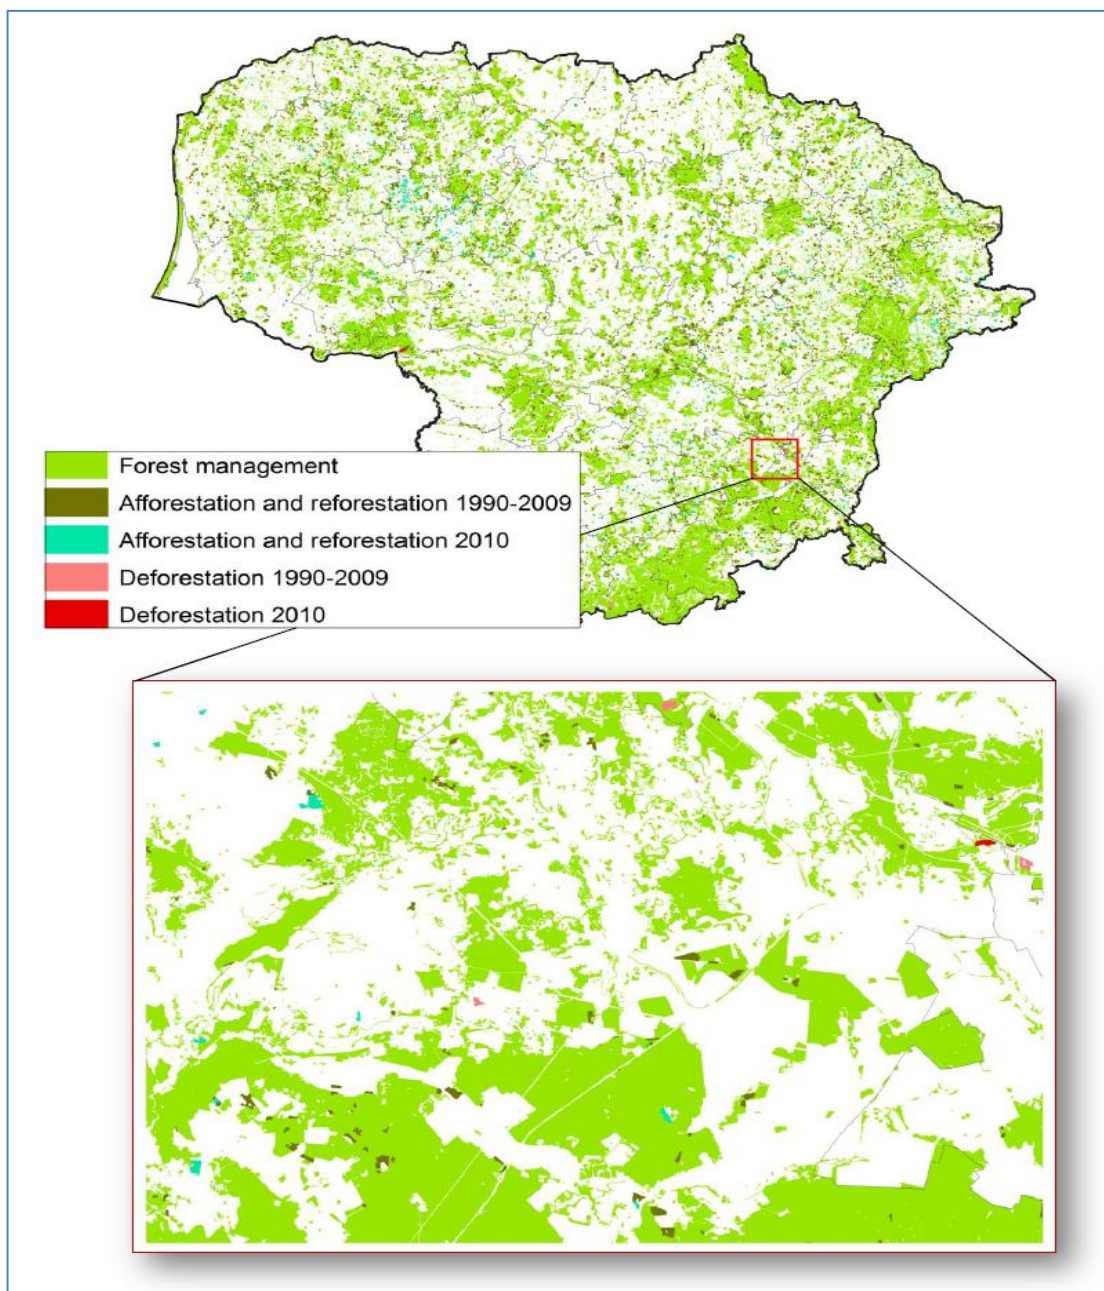 Forest management
Afforestation and reforestation 1990-2009
Afforestation and reforestation 2010
Deforestation 1990-2009
Deforestation 2010